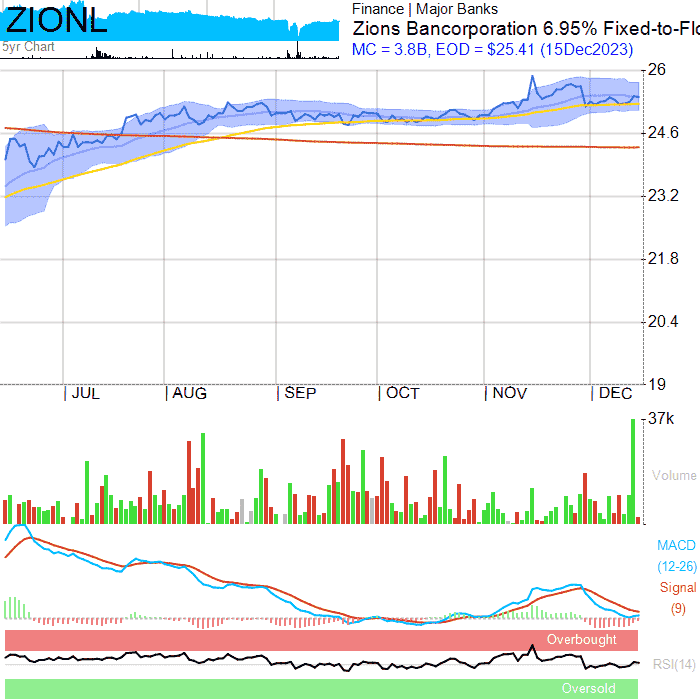 ZIONL
5yr Chart
Finance | Major Banks
Zions Bancorporation 6.95% Fixed-to-Flo
MC = 3.8B, EOD = $25.41 (15Dec2023)
26
24.6
23.2
21.8
20.4
19
JUL AUG SEP OCT NOV DEC
37k
Volume
MACD
(12-26)
Signal
(9)
Overbought
RSI(14)
Oversold